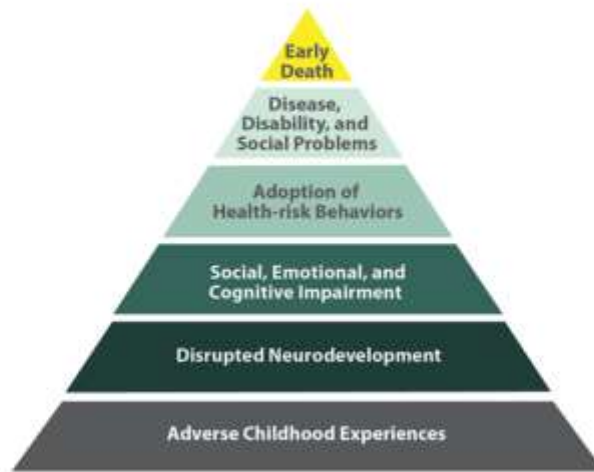 Early
Death
Disease,
Disability, and
Social Problems
Adoption of
Health-risk Behaviors
Social, Emotional, and
Cognitive Impairment
Disrupted Neurodevelopment
Adverse Childhood Experiences